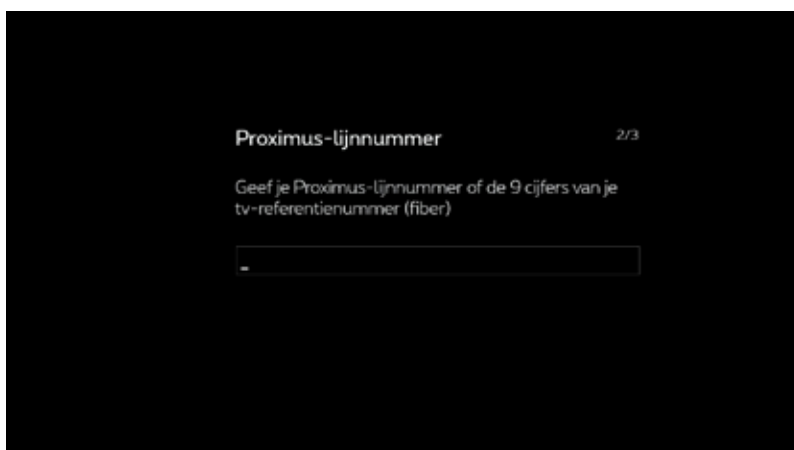 Proximus-lijnnummer 2/3
Geef je Proximus-lijnnummer of de 9 cijfers van je
tv-referentienummer (fiber)